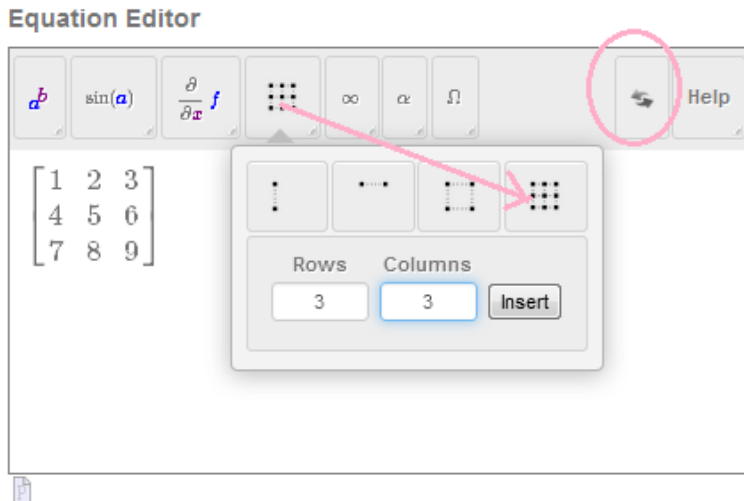 Equation Editor
a^b sin(a) ∂/∂x f ∞ α Ω Help
1 2 3
4 5 6
7 8 9
Rows Columns
3 3 Insert